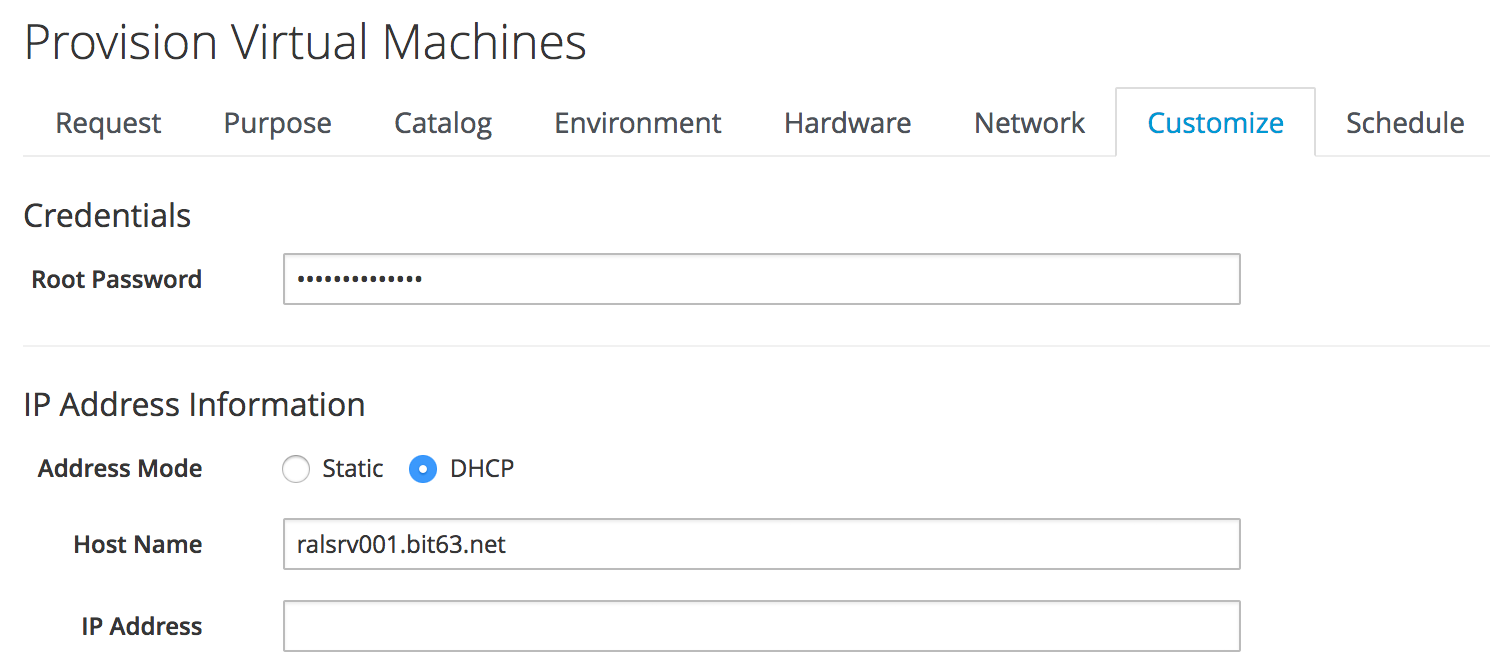 Provision Virtual Machines
Request Purpose Catalog Environment Hardware Network Customize Schedule
Credentials
Root Password ••••••••••••••
IP Address Information
Address Mode Static DHCP
Host Name ralsrv001.bit63.net
IP Address